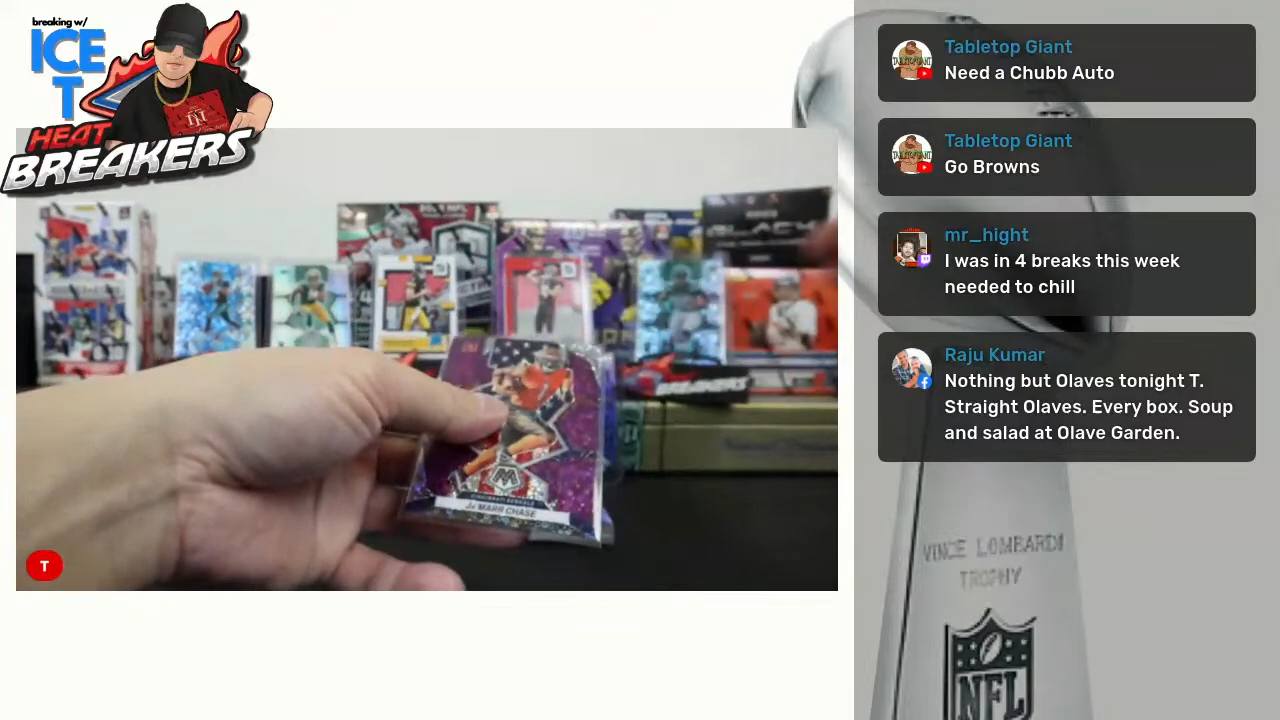 breaking w/
ICE
T
HEAT
BREAKERS
Tabletop Giant
Need a Chubb Auto
Tabletop Giant
Go Browns
mr_hight
I was in 4 breaks this week
needed to chill
Raju Kumar
Nothing but Olaves tonight T.
Straight Olaves. Every box. Soup
and salad at Olave Garden.
BLACK
BREAKERS
CINCINNATI BENGALS
Ja'MARR CHASE
T
VINCE LOMBARDI
TROPHY
NFL